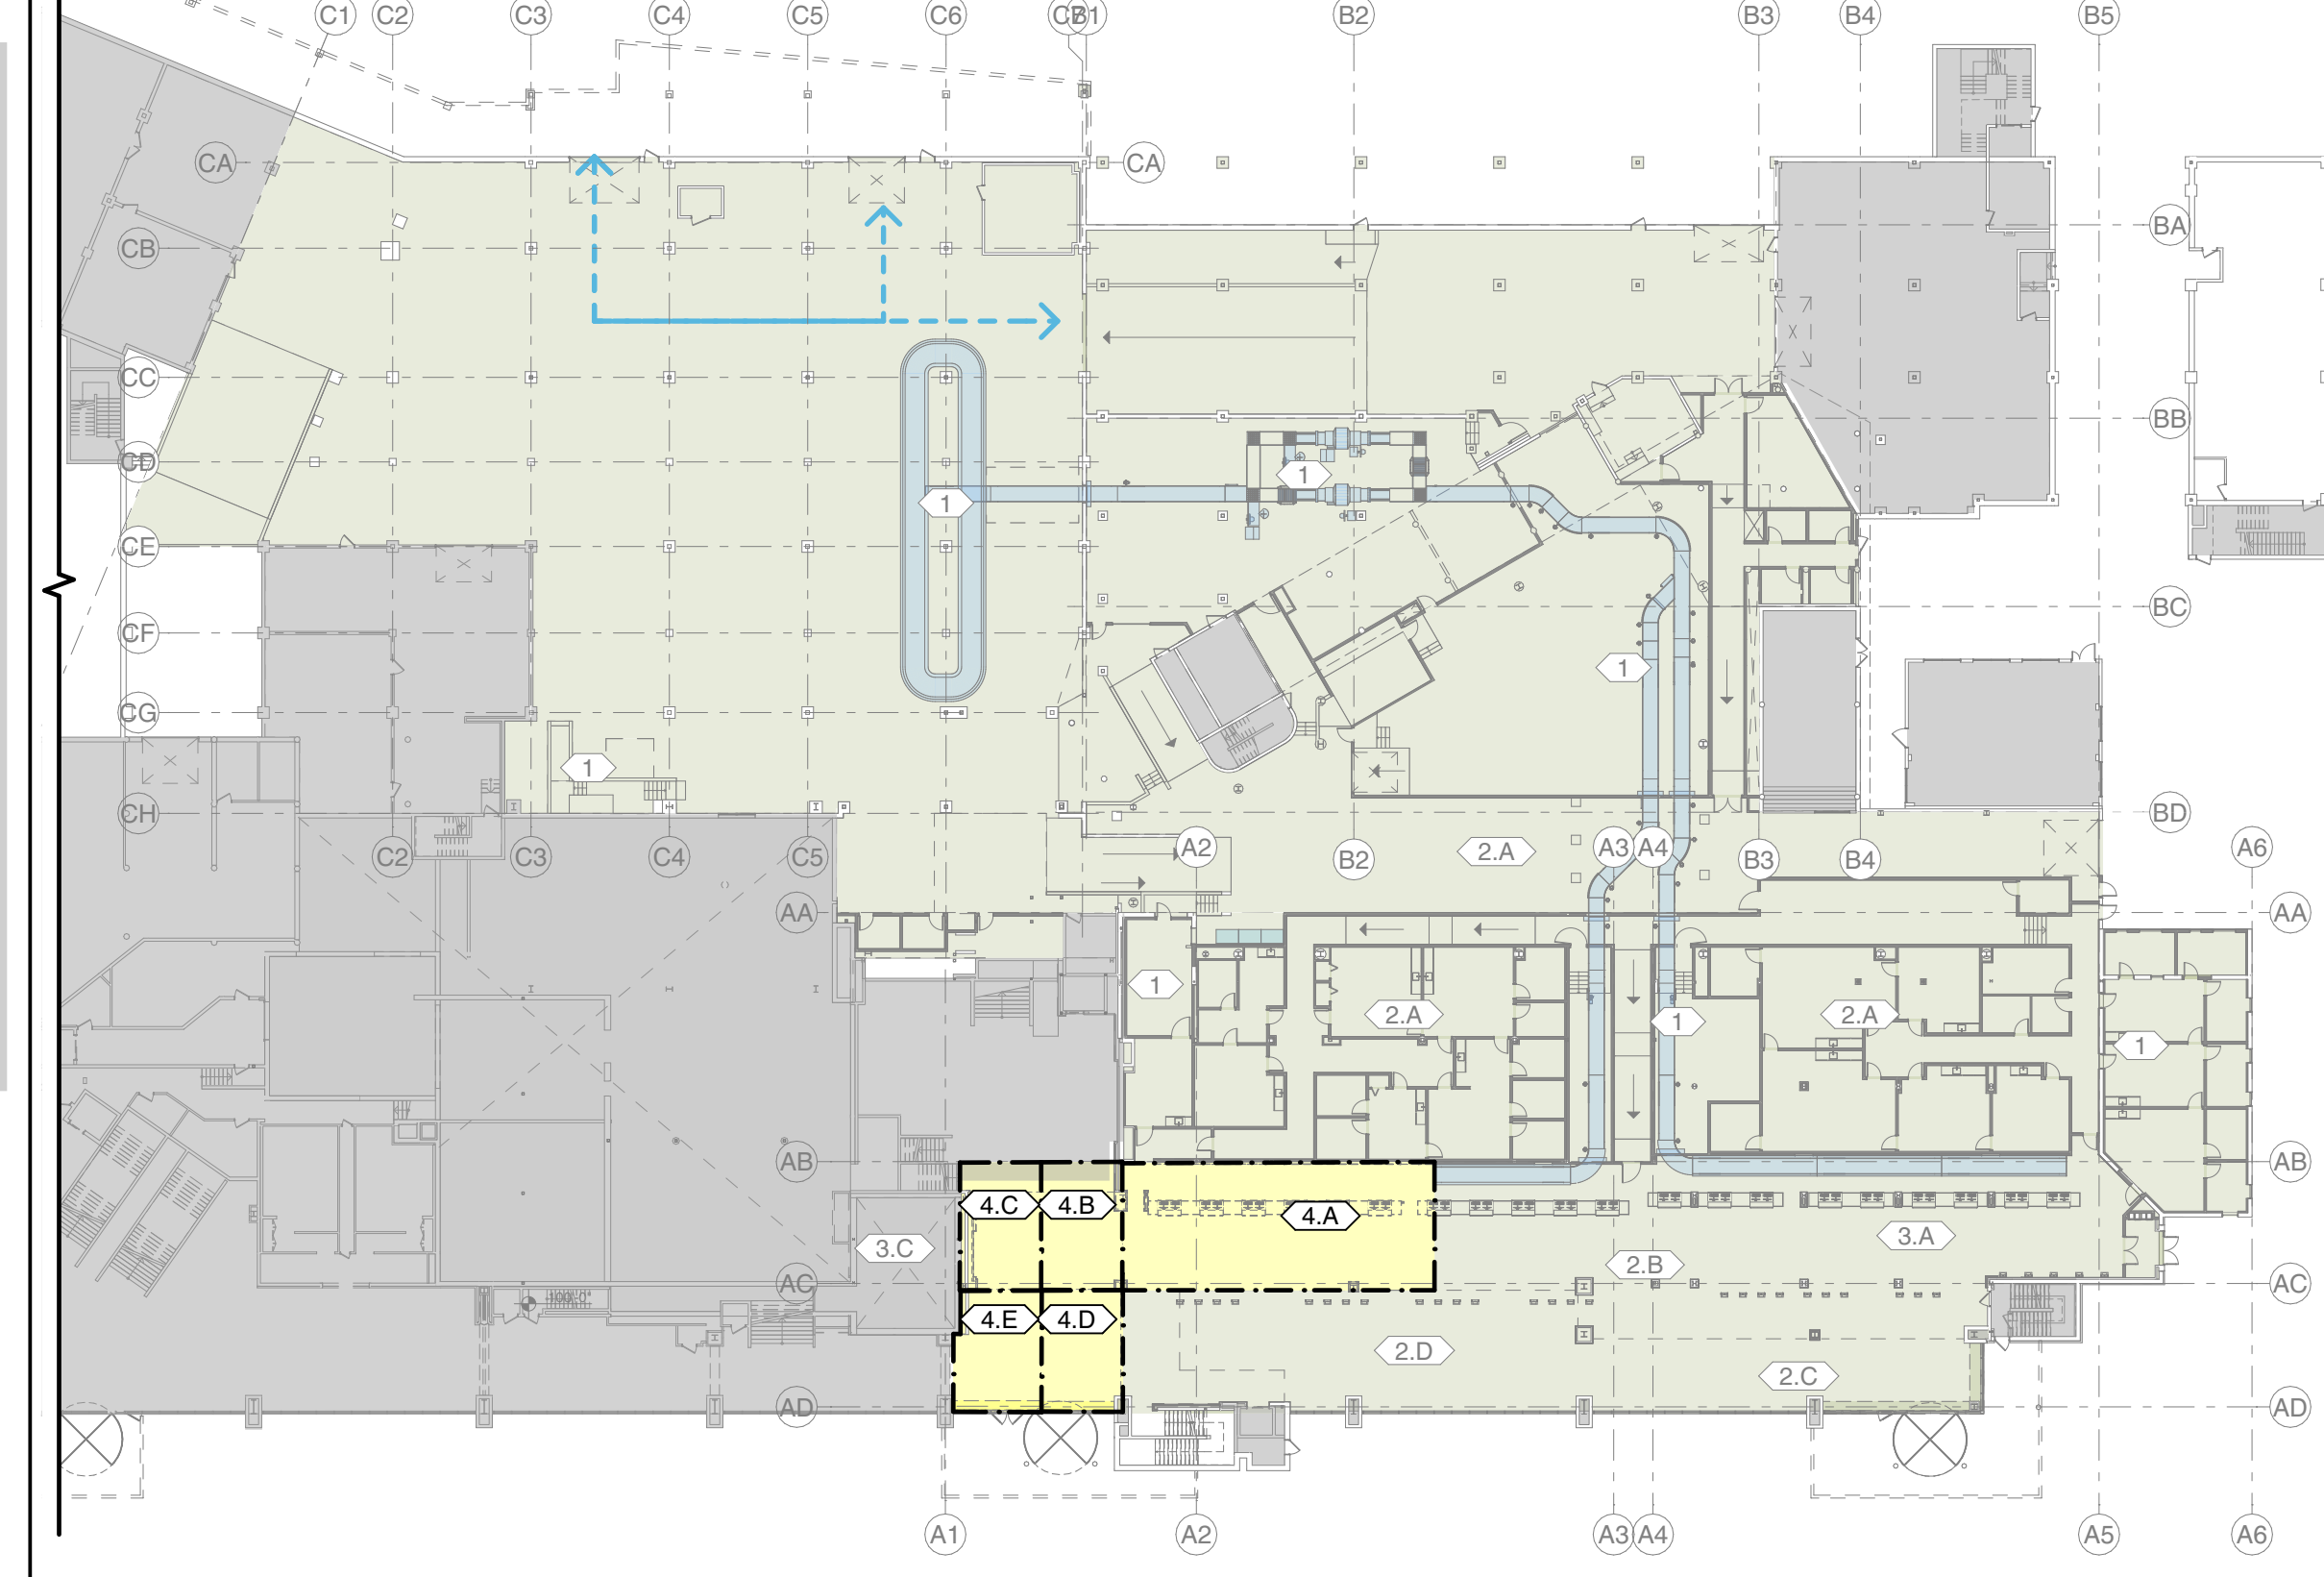 C1 C2 C3 C4 C5 C6 C7 B1 B2 B3 B4 B5
CA CA
BA
CB
CC
BB
CD
1
1
CE
BC
CF
1
CG
1
CH
BD
C2 C3 C4 C5 A2 B2 2.A A3 A4 B3 B4 A6
AA AA
1 2.A 1 2.A 1
AB AB
4.C 4.B 4.A
3.C 3.A
2.B
AC AC
100'-0"
4.E 4.D
2.D
2.C
AD AD
A1 A2 A3 A4 A5 A6